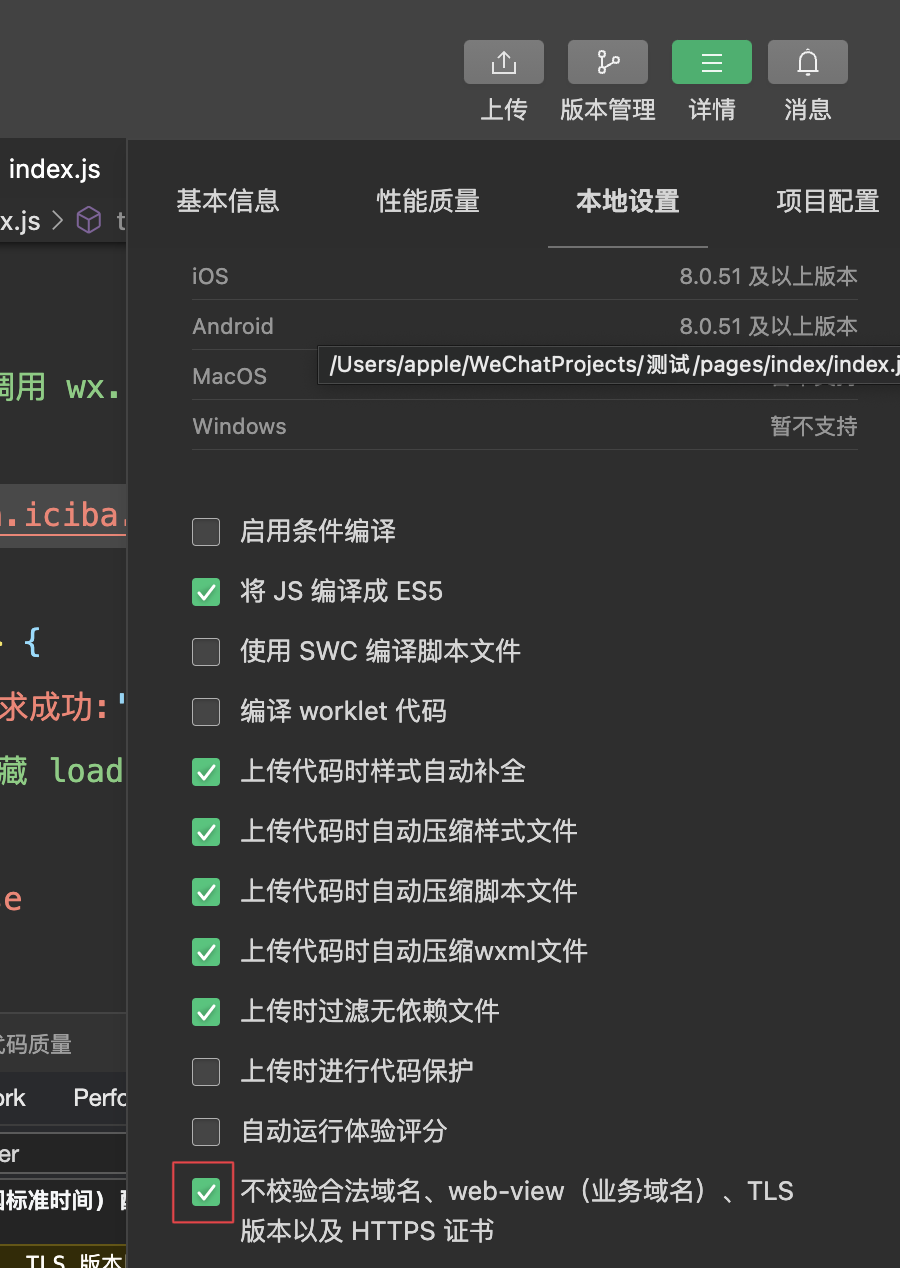 上传
版本管理
详情
消息
index.js
x.js
基本信息
性能质量
本地设置
项目配置
iOS
8.0.51 及以上版本
Android
8.0.51 及以上版本
MacOS
/Users/apple/WeChatProjects/测试/pages/index/index.j
Windows
暂不支持
调用 wx.
.iciba.
{
求成功:'
藏 load
e
启用条件编译
将 JS 编译成 ES5
使用 SWC 编译脚本文件
编译 worklet 代码
上传代码时样式自动补全
上传代码时自动压缩样式文件
上传代码时自动压缩脚本文件
上传代码时自动压缩wxml文件
上传时过滤无依赖文件
上传时进行代码保护
自动运行体验评分
不校验合法域名、web-view（业务域名）、TLS
版本以及 HTTPS 证书
代码质量
ork
Perfo
er
国标准时间)
TLS 版本